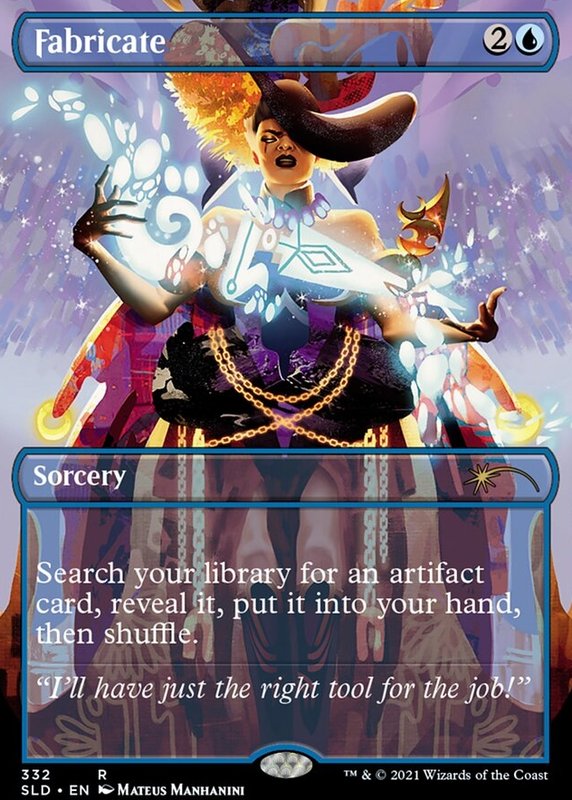 Fabricate 2
Sorcery
Search your library for an artifact
card, reveal it, put it into your hand,
then shuffle.
“I’ll have just the right tool for the job!”
332 R
SLD • EN Mateus Manhanini ™ & © 2021 Wizards of the Coast